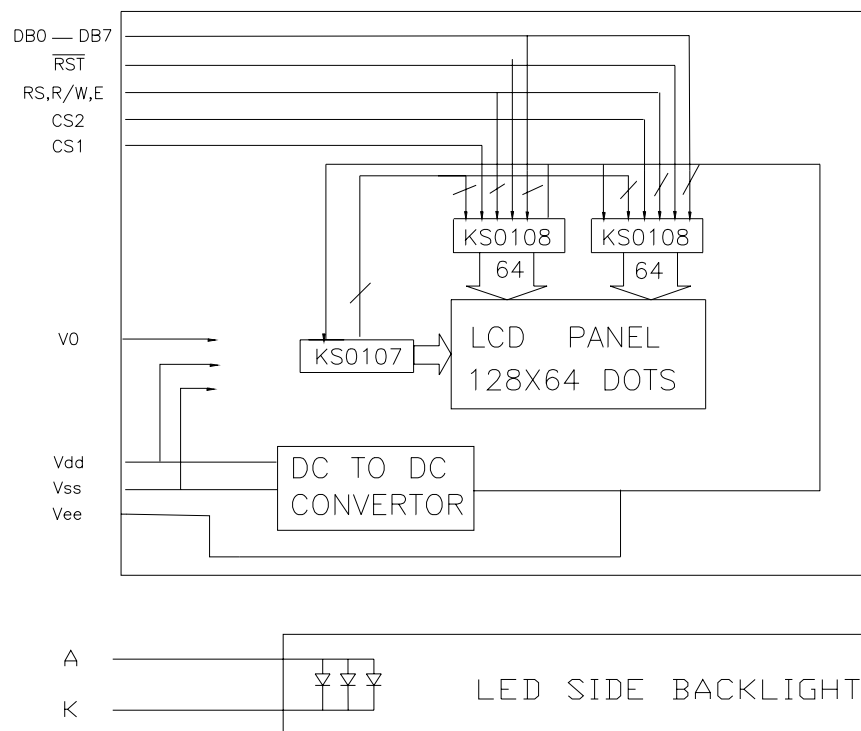 DB0 — DB7
RST
RS,R/W,E
CS2
CS1
KS0108
KS0108
64
64
V0
KS0107
LCD PANEL
128X64 DOTS
Vdd
Vss
Vee
DC TO DC
CONVERTOR
A
K
LED SIDE BACKLIGHT